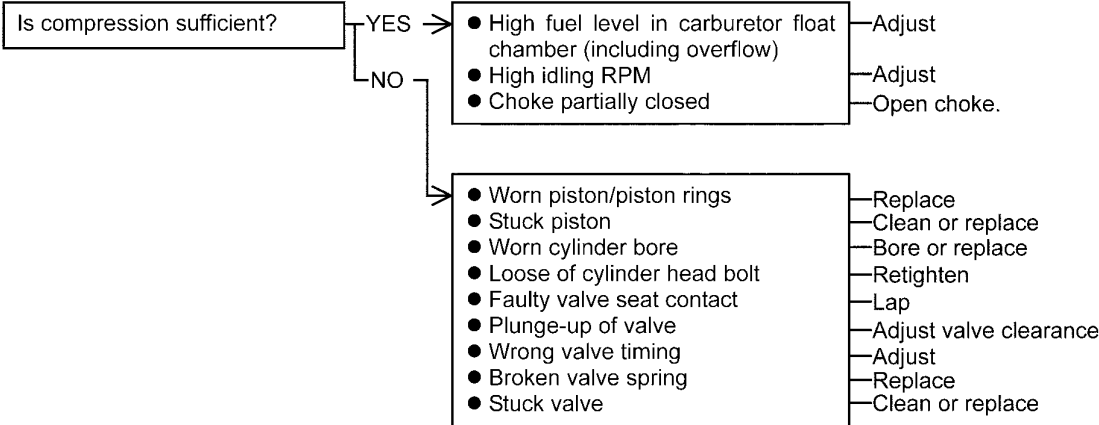 Is compression sufficient?
YES
● High fuel level in carburetor float
chamber (including overflow)
Adjust
● High idling RPM
Adjust
● Choke partially closed
Open choke.
NO
● Worn piston/piston rings
Replace
● Stuck piston
Clean or replace
● Worn cylinder bore
Bore or replace
● Loose of cylinder head bolt
Retighten
● Faulty valve seat contact
Lap
● Plunge-up of valve
Adjust valve clearance
● Wrong valve timing
Adjust
● Broken valve spring
Replace
● Stuck valve
Clean or replace